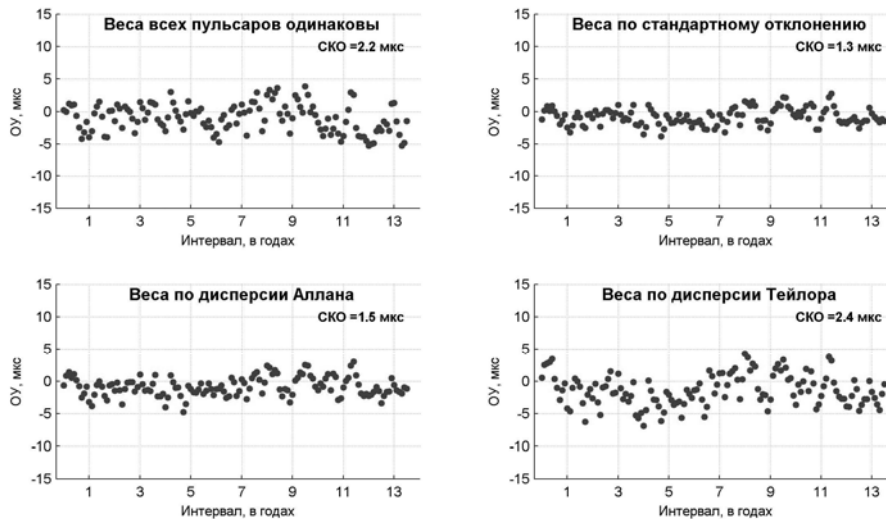 Веса всех пульсаров одинаковы
СКО =2.2 мкс
ОУ, мкс
15
10
5
0
-5
-10
-15
1 3 5 7 9 11 13
Интервал, в годах
Веса по стандартному отклонению
СКО =1.3 мкс
ОУ, мкс
15
10
5
0
-5
-10
-15
1 3 5 7 9 11 13
Интервал, в годах
Веса по дисперсии Аллана
СКО =1.5 мкс
ОУ, мкс
15
10
5
0
-5
-10
-15
1 3 5 7 9 11 13
Интервал, в годах
Веса по дисперсии Тейлора
СКО =2.4 мкс
ОУ, мкс
15
10
5
0
-5
-10
-15
1 3 5 7 9 11 13
Интервал, в годах